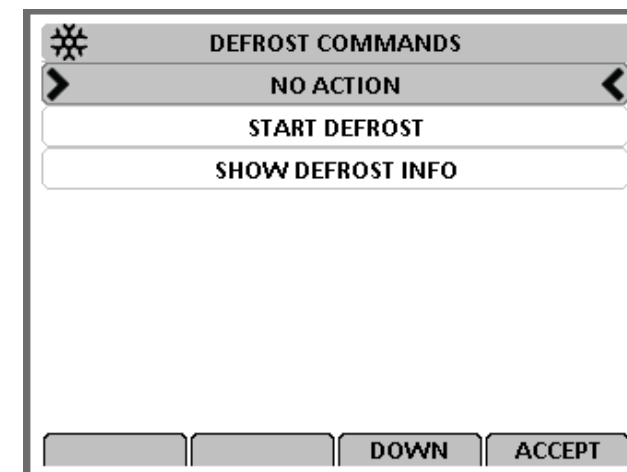 DEFROST COMMANDS
NO ACTION
START DEFROST
SHOW DEFROST INFO
DOWN ACCEPT